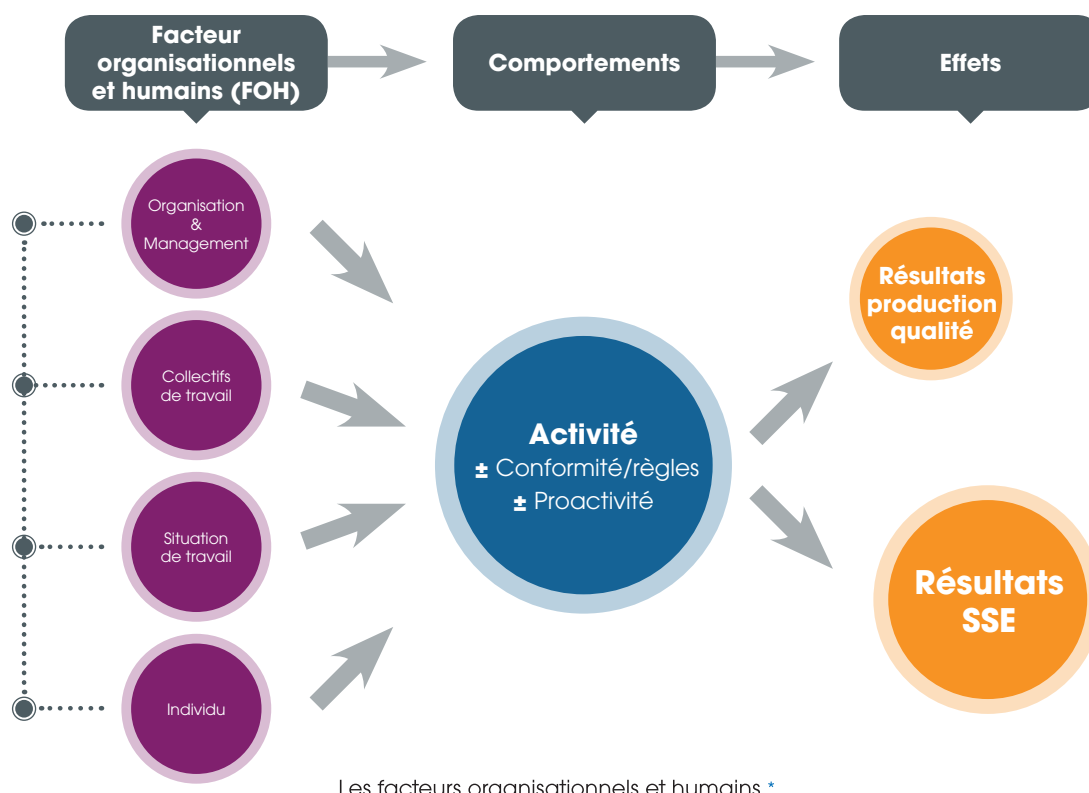 Facteur
organisationnels
et humains (FOH)
Comportements
Effets
Organisation
&
Management
Collectifs
de travail
Situation
de travail
Individu
Activité
± Conformité/règles
± Proactivité
Résultats
production
qualité
Résultats
SSE
Les facteurs organisationnels et humains *